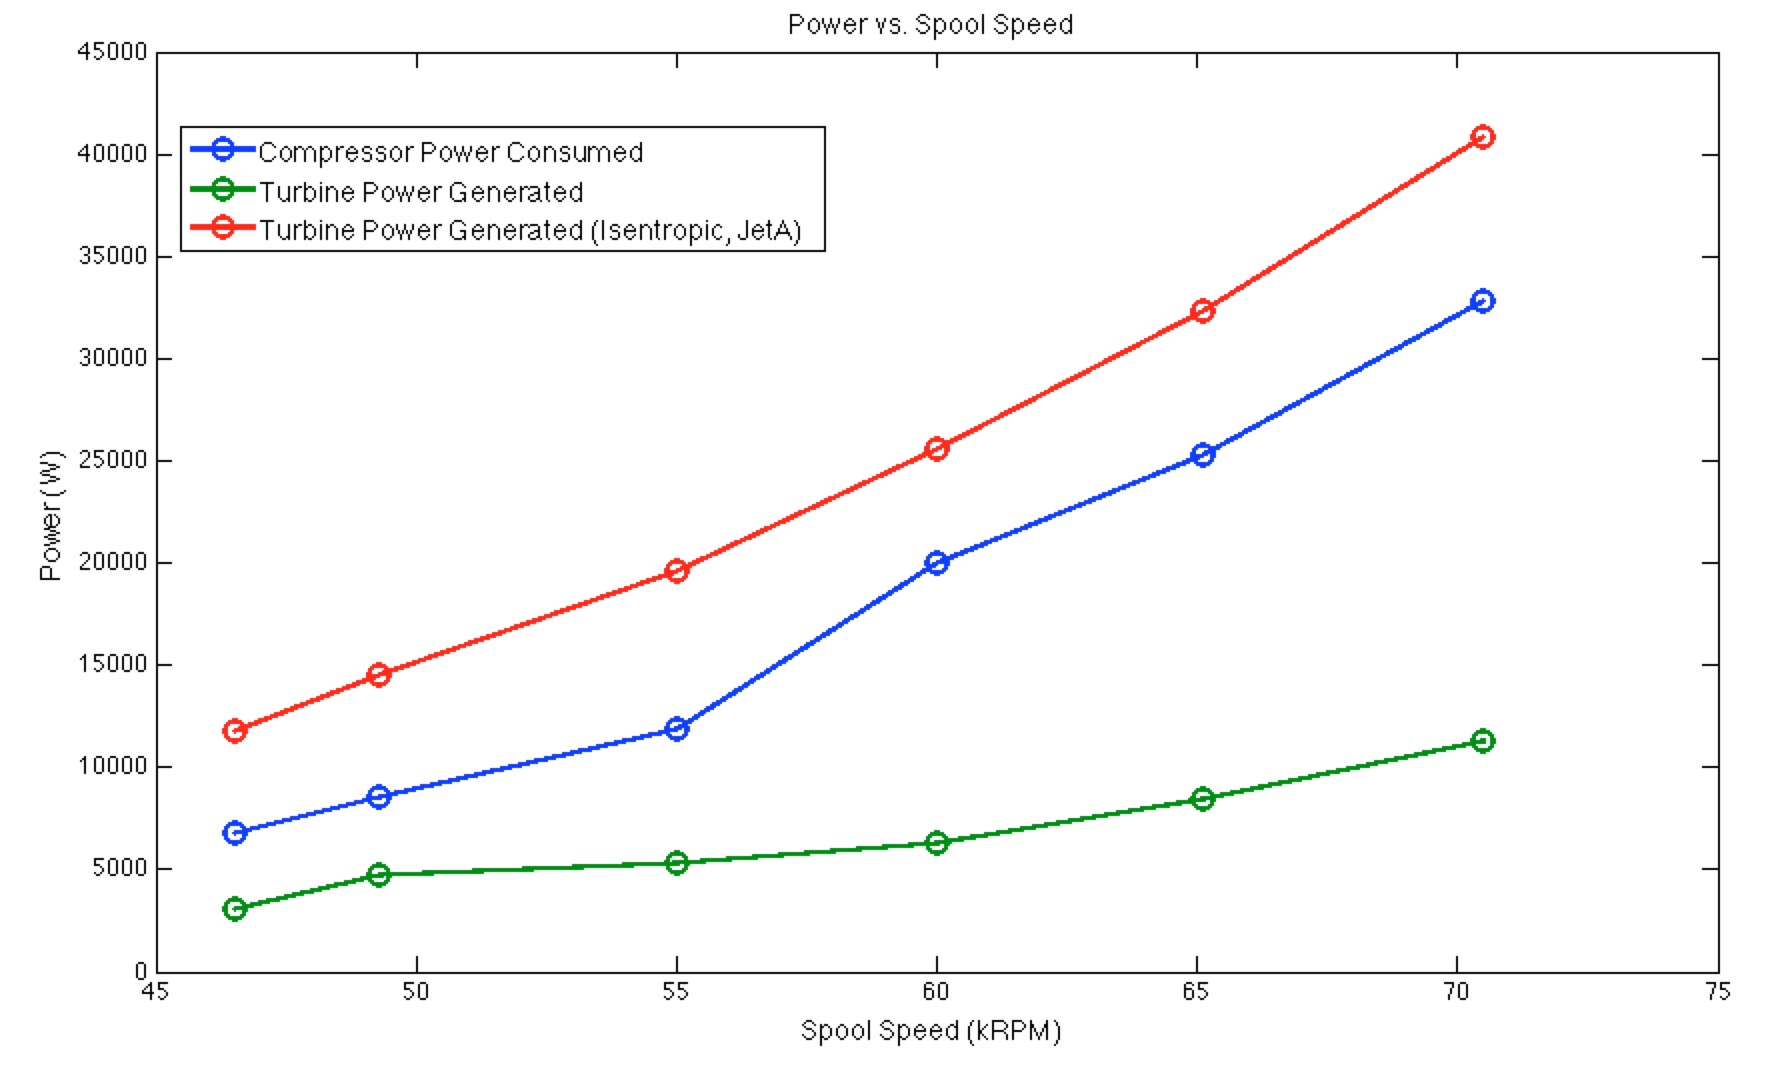 Power vs. Spool Speed
45000
40000
35000
30000
25000
20000
15000
10000
5000
0
Power (W)
Compressor Power Consumed
Turbine Power Generated
Turbine Power Generated (Isentropic, JetA)
45 50 55 60 65 70 75
Spool Speed (kRPM)